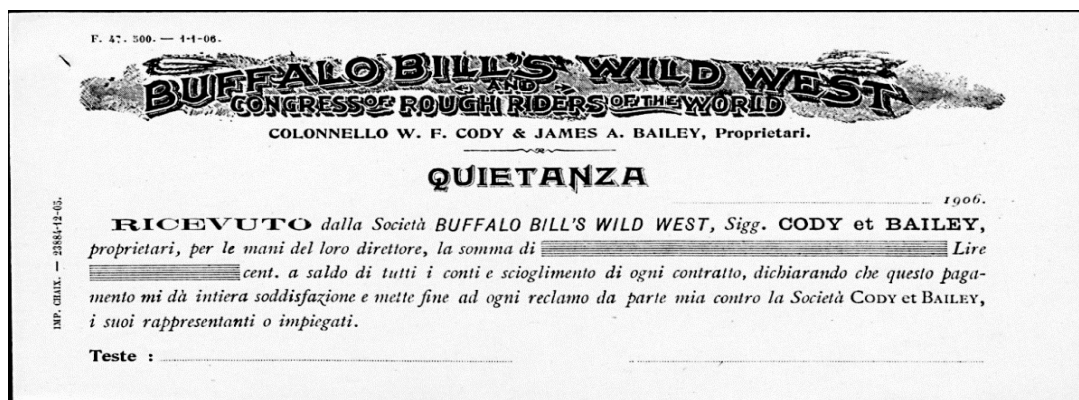 F. 47. 500. — 1-1-06.
BUFFALO BILL'S WILD WEST
AND
CONGRESS OF ROUGH RIDERS OF THE WORLD
COLONNELLO W. F. CODY & JAMES A. BAILEY, Proprietari.
QUIETANZA
1906.
RICEVUTO dalla Società BUFFALO BILL'S WILD WEST, Sigg. CODY et BAILEY,
proprietari, per le mani del loro direttore, la somma di Lire
cent. a saldo di tutti i conti e scioglimento di ogni contratto, dichiarando che questo paga-
mento mi dà intiera soddisfazione e mette fine ad ogni reclamo da parte mia contro la Società CODY et BAILEY,
i suoi rappresentanti o impiegati.
Teste :
IMP. CHAIX. — 23884-12-05.